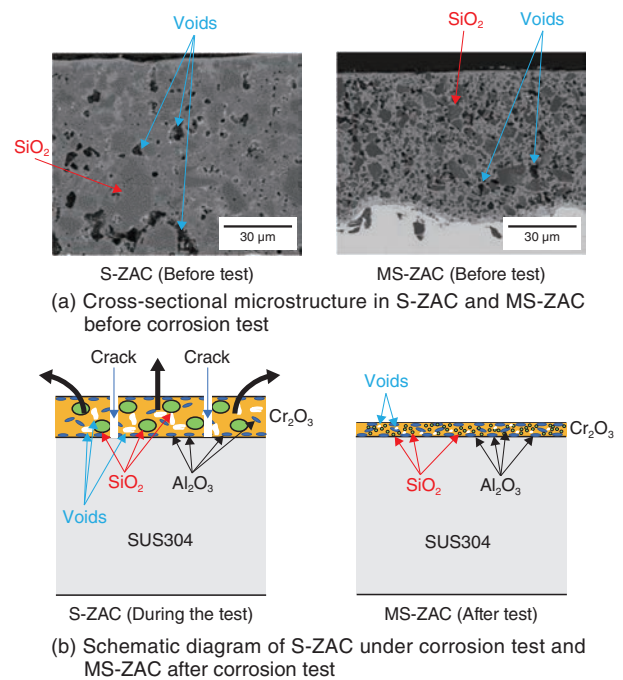 Voids
SiO2
Voids
SiO2
30 µm
30 µm
S-ZAC (Before test)
MS-ZAC (Before test)
(a) Cross-sectional microstructure in S-ZAC and MS-ZAC
before corrosion test
Crack
Crack
Voids
Cr2O3
Cr2O3
SiO2
Al2O3
SiO2
Al2O3
Voids
SUS304
SUS304
S-ZAC (During the test)
MS-ZAC (After test)
(b) Schematic diagram of S-ZAC under corrosion test and
MS-ZAC after corrosion test